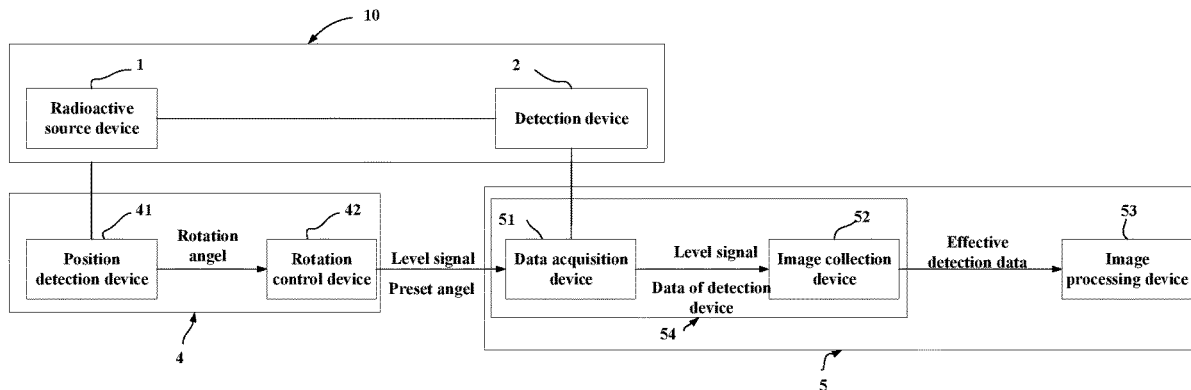 10
1
2
Radioactive
source device
Detection device
41
42
51
52
53
Position
detection device
Rotation
angel
Rotation
control device
Level signal
Preset angel
Data acquisition
device
Level signal
Data of detection
device
Image collection
device
Effective
detection data
Image
processing device
54
4
5